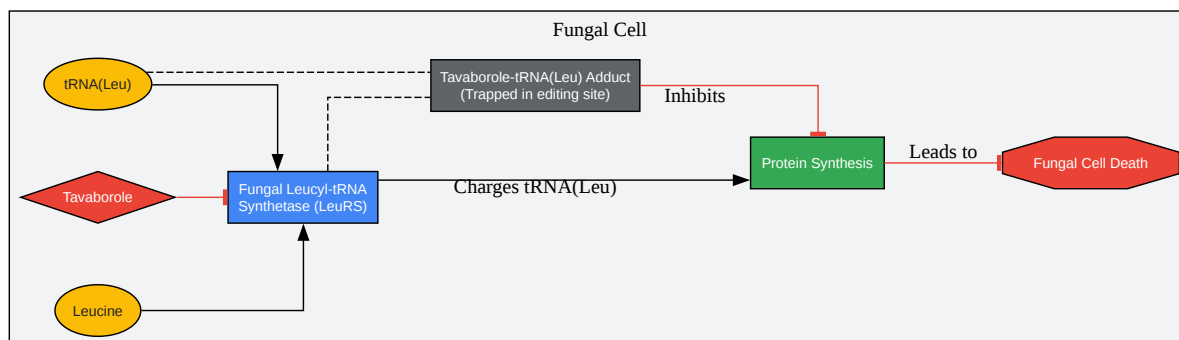 Fungal Cell
tRNA(Leu)
Tavaborole-tRNA(Leu) Adduct
(Trapped in editing site)
Inhibits
Tavaborole
Fungal Leucyl-tRNA
Synthetase (LeuRS)
Charges tRNA(Leu)
Protein Synthesis
Leads to
Fungal Cell Death
Leucine